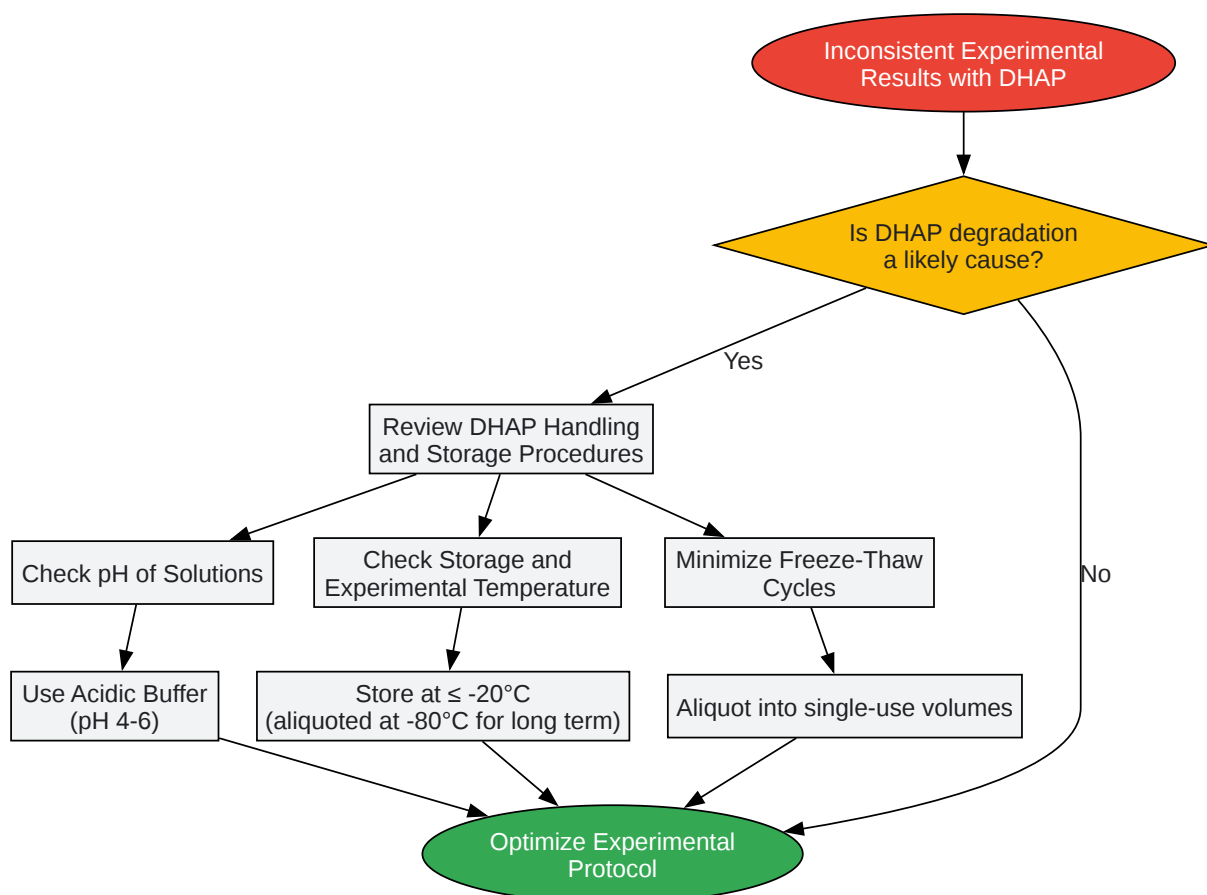 Inconsistent Experimental
Results with DHAP
Is DHAP degradation
a likely cause?
Yes
Review DHAP Handling
and Storage Procedures
No
Check pH of Solutions
Check Storage and
Experimental Temperature
Minimize Freeze-Thaw
Cycles
Use Acidic Buffer
(pH 4-6)
Store at ≤ -20°C
(aliquoted at -80°C for long term)
Aliquot into single-use volumes
Optimize Experimental
Protocol